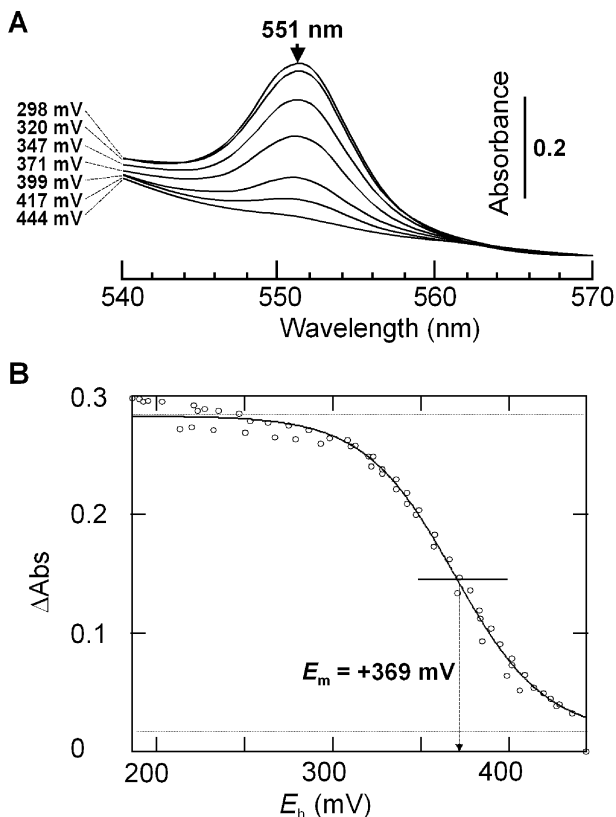 A
551 nm
298 mV
320 mV
347 mV
371 mV
399 mV
417 mV
444 mV
Absorbance
0.2
540 550 560 570
Wavelength (nm)
B
0.3
0.2
0.1
0
ΔAbs
Em = +369 mV
200 300 400
Eh (mV)